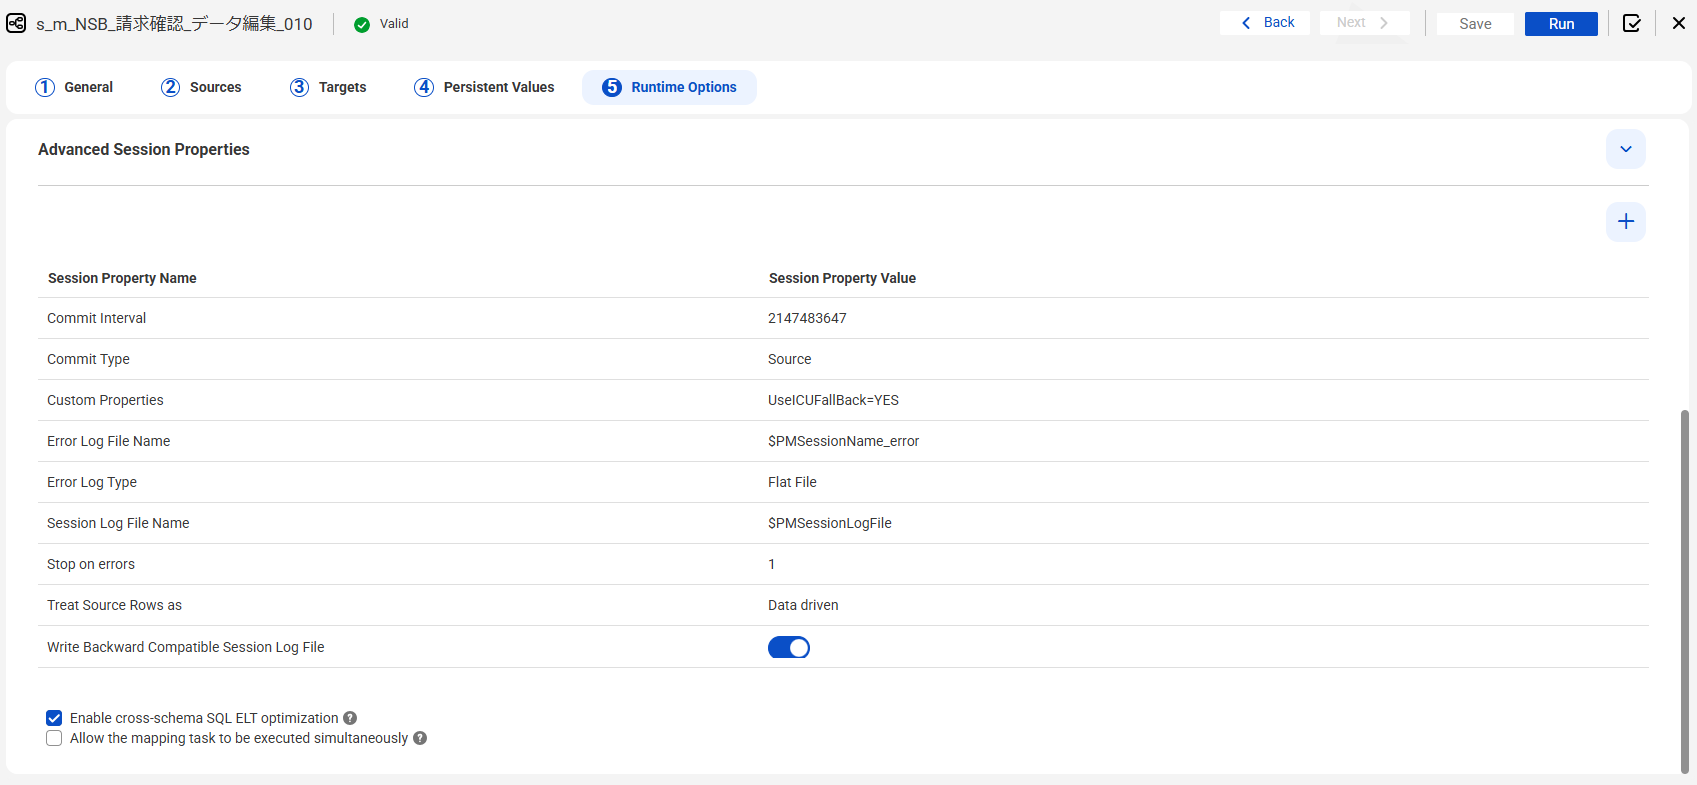 s_m_NSB_請求確認_データ編集_010 Valid Back Next Save Run
1 General 2 Sources 3 Targets 4 Persistent Values 5 Runtime Options
Advanced Session Properties
Session Property Name Session Property Value
Commit Interval 2147483647
Commit Type Source
Custom Properties UseICUFallBack=YES
Error Log File Name $PMSessionName_error
Error Log Type Flat File
Session Log File Name $PMSessionLogFile
Stop on errors 1
Treat Source Rows as Data driven
Write Backward Compatible Session Log File
Enable cross-schema SQL ELT optimization ?
Allow the mapping task to be executed simultaneously ?